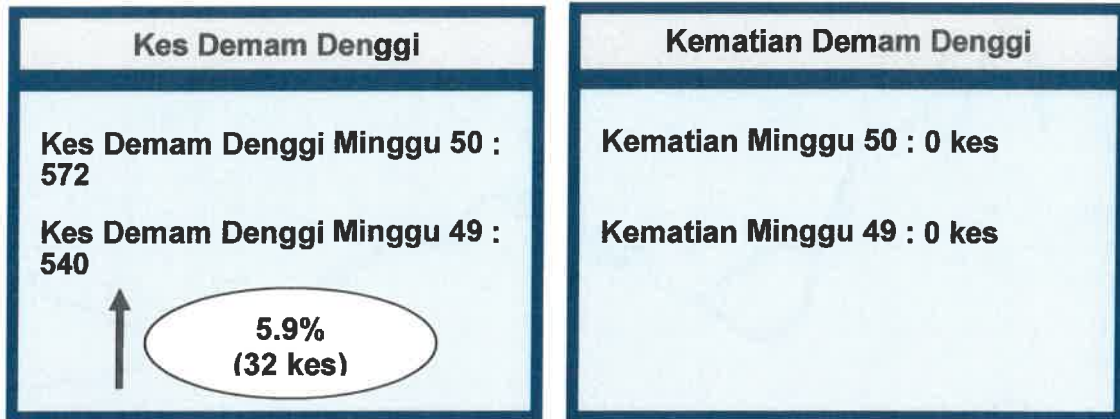 Kes Demam Denggi
Kes Demam Denggi Minggu 50 :
572
Kes Demam Denggi Minggu 49 :
540
5.9%
(32 kes)
Kematian Demam Denggi
Kematian Minggu 50 : 0 kes
Kematian Minggu 49 : 0 kes